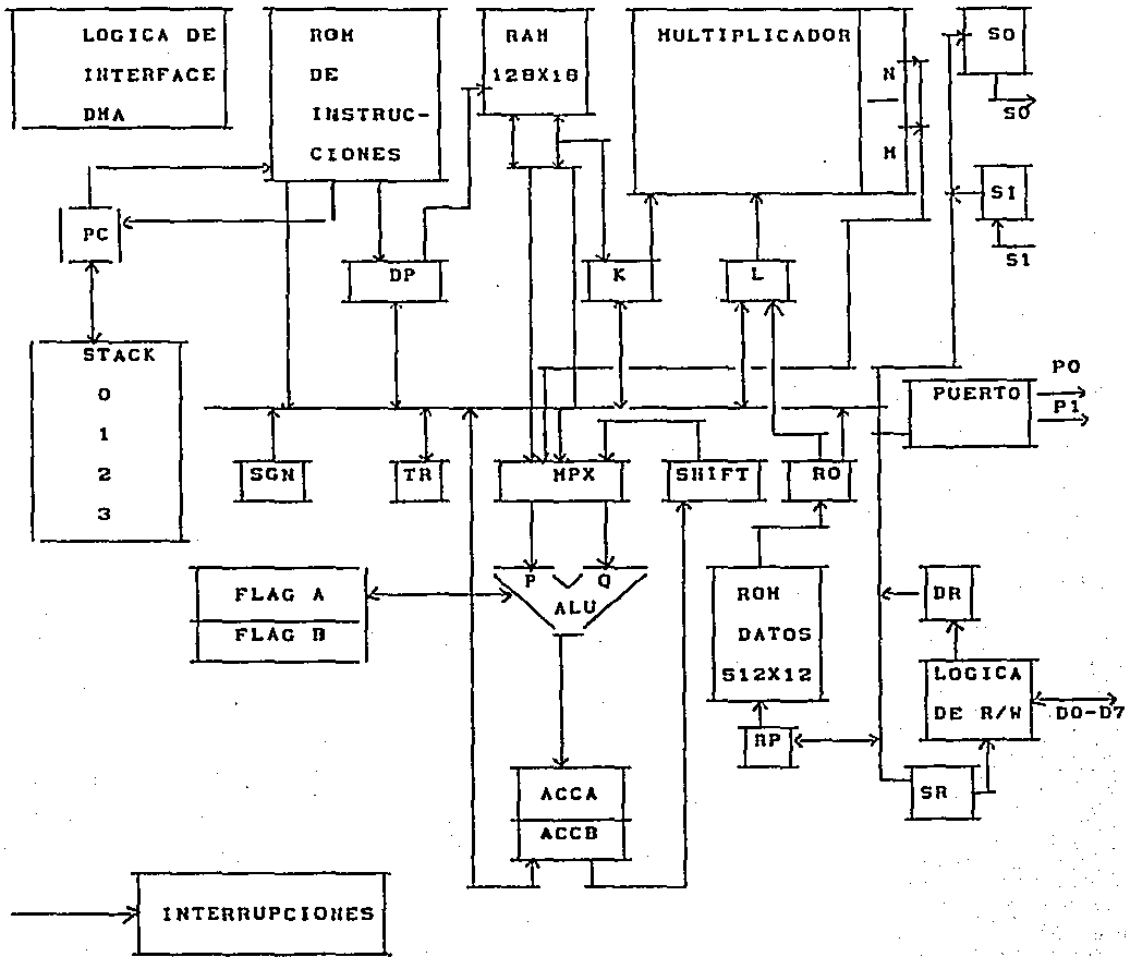 LOGICA DE
INTERFACE
DMA
ROM
DE
INSTRUC-
CIONES
RAM
128X16
MULTIPLICADOR
N
M
SO
SO
SI
SI
PC
DP
K
L
STACK
0
1
2
3
PUERTO
P0
P1
SGN
TR
MPX
SHIFT
RO
P
Q
ALU
FLAG A
FLAG B
ROM
DATOS
512X12
DR
LOGICA
DE R/W
D0-D7
RP
SR
ACCA
ACCB
INTERRUPCIONES